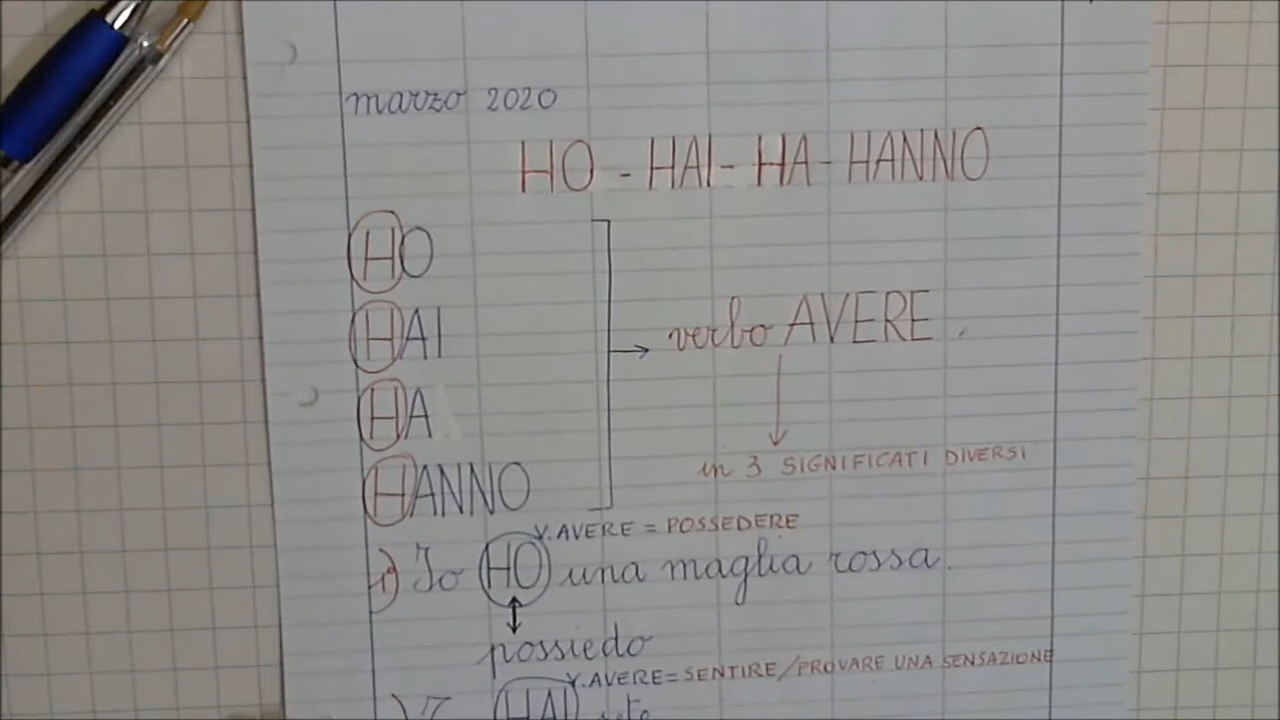 marzo 2020
HO - HAI - HA - HANNO
HO
HAI
HA
HANNO
verbo AVERE
in 3 SIGNIFICATI DIVERSI
V. AVERE = POSSEDERE
1) Io HO una maglia rossa.
possiedo
V. AVERE = SENTIRE/PROVARE UNA SENSAZIONE
HAI